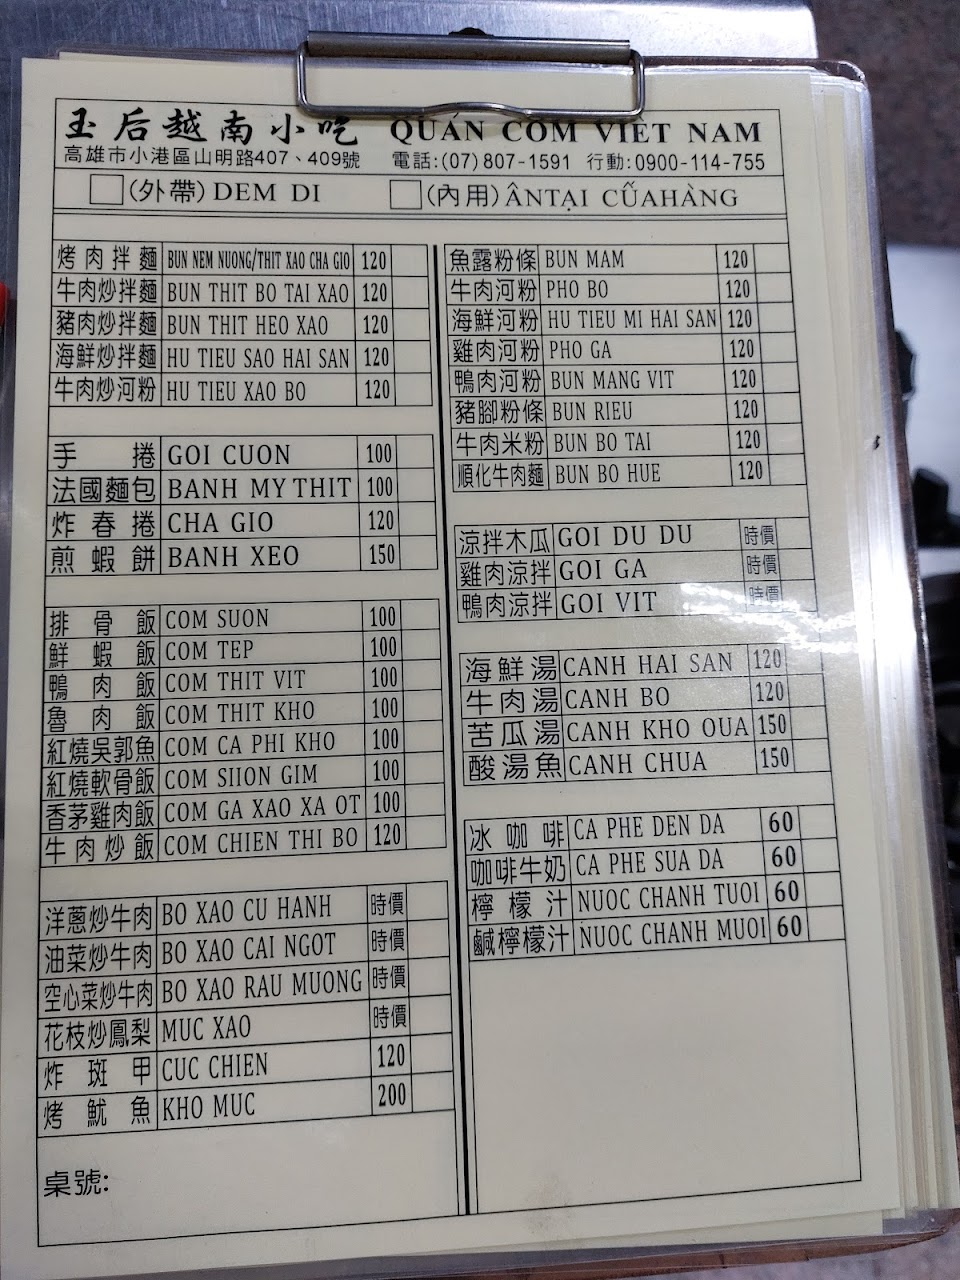 玉后越南小吃 QUÁN COM VIET NAM
高雄市小港區山明路407、409號 電話:(07)807-1591 行動:0900-114-755
(外帶) DEM DI (內用) ÂNTẠI CỮAHÀNG
烤肉拌麵 BUN NEM NUONG/THIT XAO CHA GIO 120
牛肉炒拌麵 BUN THIT BO TAI XAO 120
豬肉炒拌麵 BUN THIT HEO XAO 120
海鮮炒拌麵 HU TIEU SAO HAI SAN 120
牛肉炒河粉 HU TIEU XAO BO 120
手捲 GOI CUON 100
法國麵包 BANH MY THIT 100
炸春捲 CHA GIO 120
煎蝦餅 BANH XEO 150
排骨飯 COM SUON 100
鮮蝦飯 COM TEP 100
鴨肉飯 COM THIT VIT 100
魯肉飯 COM THIT KHO 100
紅燒吳郭魚 COM CA PHI KHO 100
紅燒軟骨飯 COM SIION GIM 100
香茅雞肉飯 COM GA XAO XA OT 100
牛肉炒飯 COM CHIEN THI BO 120
洋蔥炒牛肉 BO XAO CU HANH 時價
油菜炒牛肉 BO XAO CAI NGOT 時價
空心菜炒牛肉 BO XAO RAU MUONG 時價
花枝炒鳳梨 MUC XAO 時價
炸斑甲 CUC CHIEN 120
烤魷魚 KHO MUC 200
桌號:
魚露粉條 BUN MAM 120
牛肉河粉 PHO BO 120
海鮮河粉 HU TIEU MI HAI SAN 120
雞肉河粉 PHO GA 120
鴨肉河粉 BUN MANG VIT 120
豬腳粉條 BUN RIEU 120
牛肉米粉 BUN BO TAI 120
順化牛肉麵 BUN BO HUE 120
涼拌木瓜 GOI DU DU 時價
雞肉涼拌 GOI GA 時價
鴨肉涼拌 GOI VIT 時價
海鮮湯 CANH HAI SAN 120
牛肉湯 CANH BO 120
苦瓜湯 CANH KHO QUA 150
酸湯魚 CANH CHUA 150
冰咖啡 CA PHE DEN DA 60
咖啡牛奶 CA PHE SUA DA 60
檸檬汁 NUOC CHANH TUOI 60
鹹檸檬汁 NUOC CHANH MUOI 60